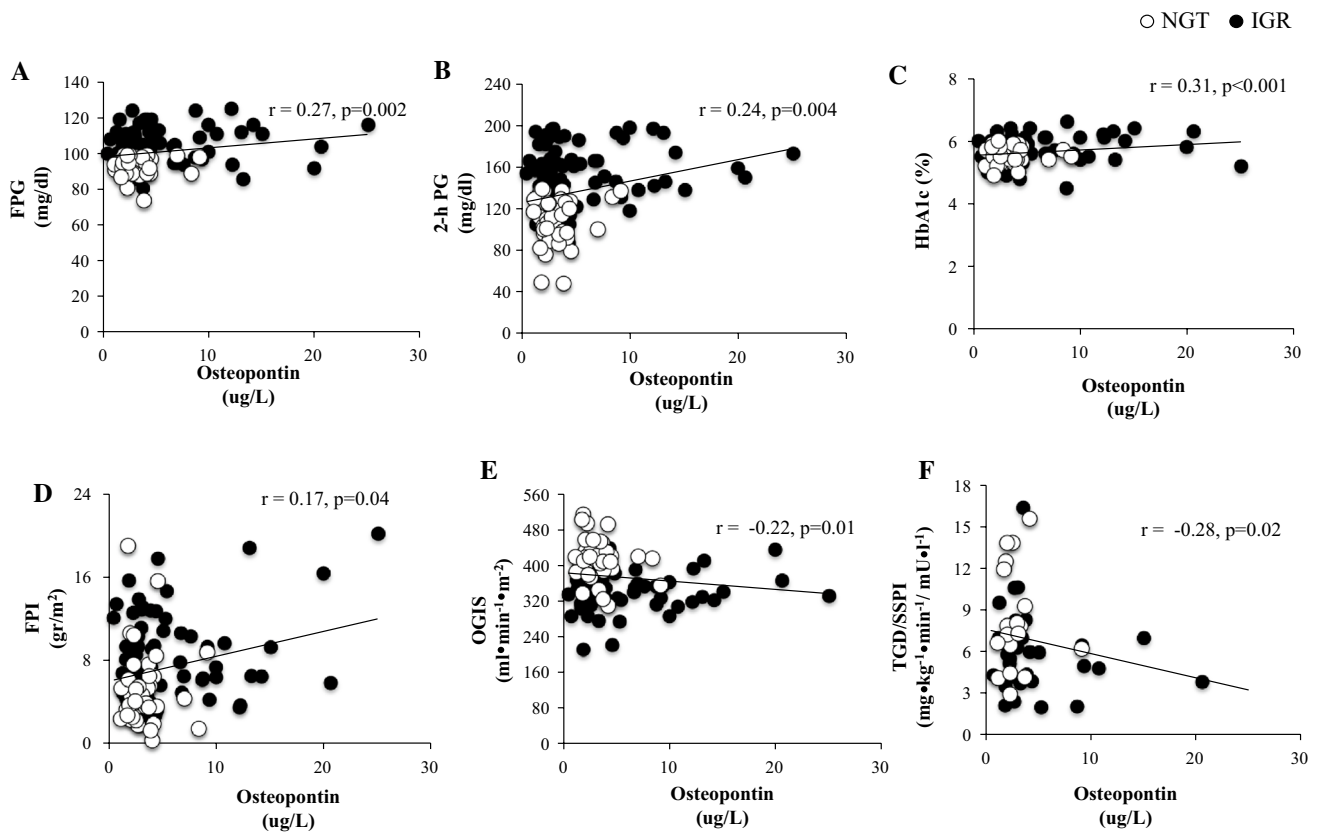 NGT IGR
A
r = 0.27, p=0.002
FPG
(mg/dl)
140
120
100
80
60
40
20
0
0 10 20 30
Osteopontin
(ug/L)
B
r = 0.24, p=0.004
2-h PG
(mg/dl)
240
200
160
120
80
40
0
0 10 20 30
Osteopontin
(ug/L)
C
r = 0.31, p<0.001
HbA1c (%)
8
6
4
2
0
0 10 20 30
Osteopontin
(ug/L)
D
r = 0.17, p=0.04
FPI
(gr/m²)
24
16
8
0
0 10 20 30
Osteopontin
(ug/L)
E
r = -0.22, p=0.01
OGIS
(ml•min⁻¹•m⁻²)
560
480
400
320
240
160
80
0
0 10 20 30
Osteopontin
(ug/L)
F
r = -0.28, p=0.02
TGD/SSPI
(mg•kg⁻¹•min⁻¹/ mU•l⁻¹)
18
15
12
9
6
3
0
0 10 20 30
Osteopontin
(ug/L)